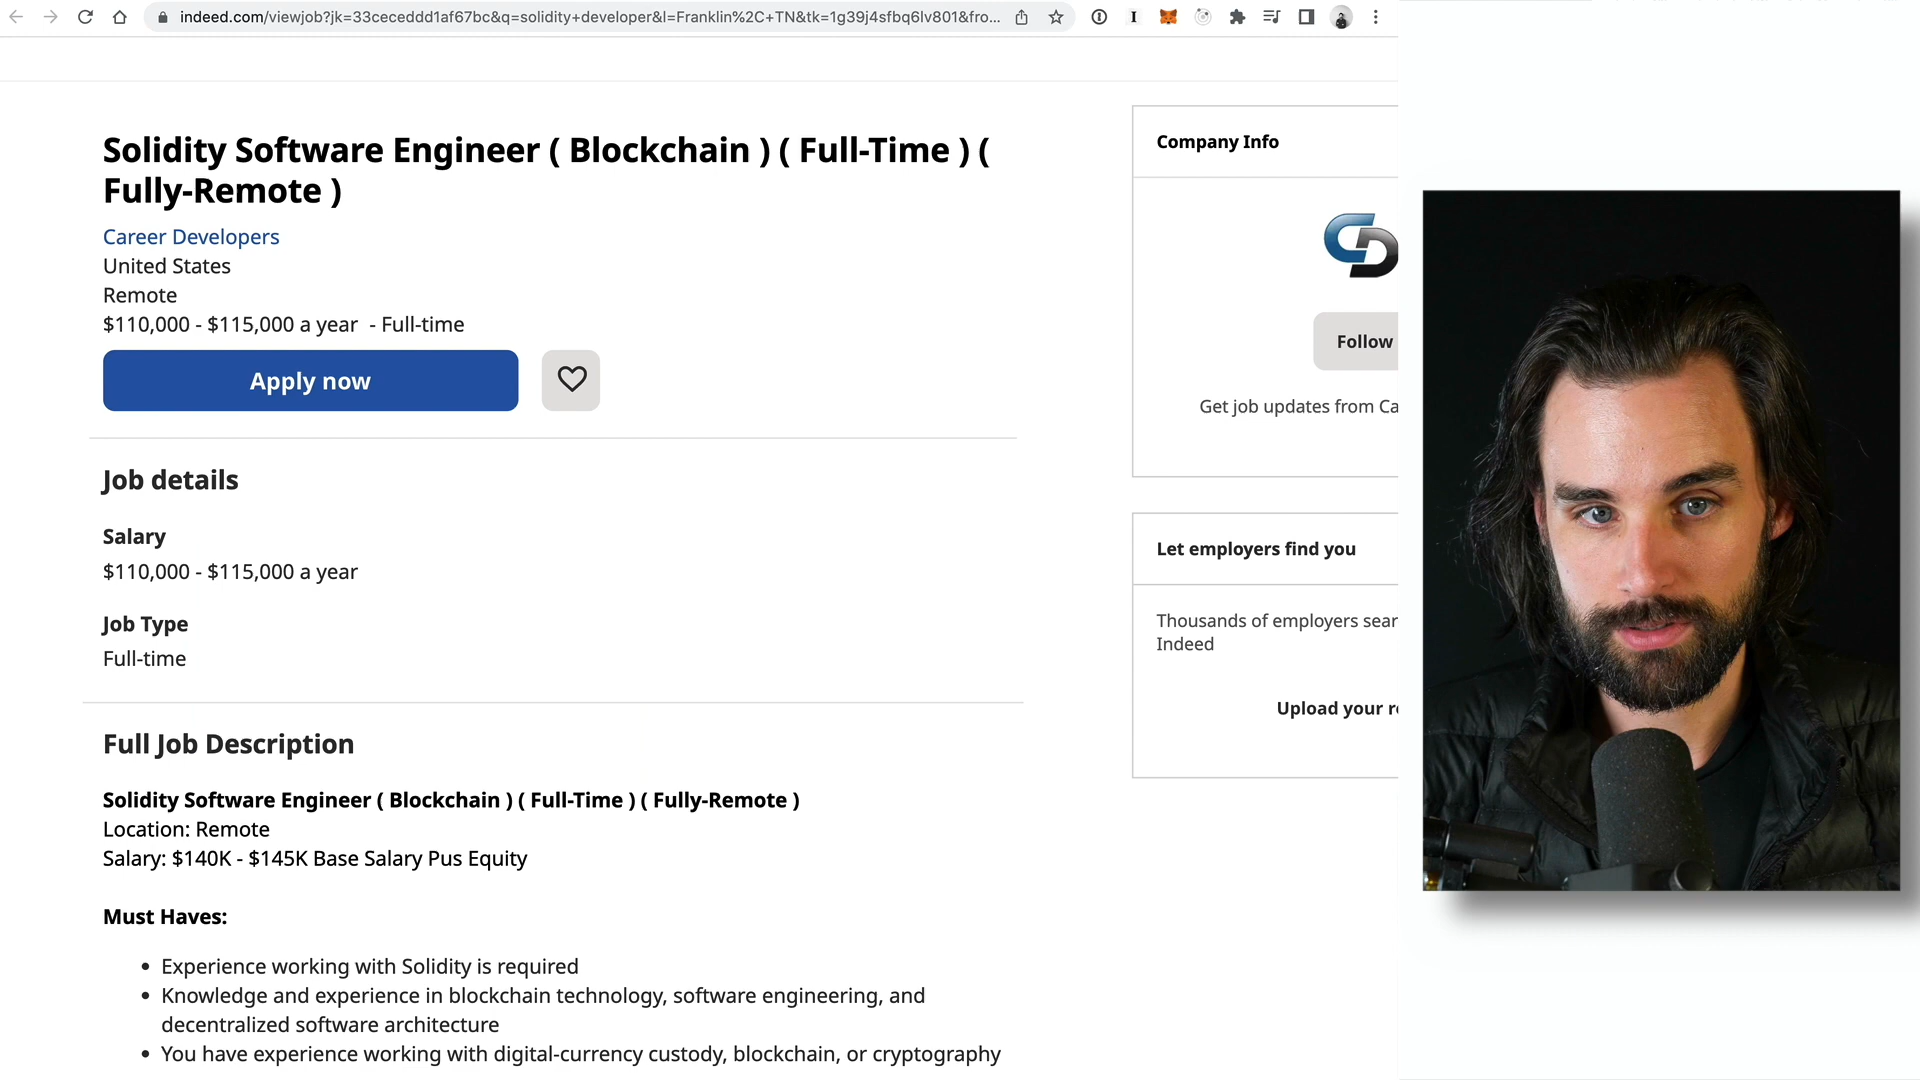 indeed.com/viewjob?jk=33ceceddd1af67bc&q=solidity+developer&l=Franklin%2C+TN&tk=1g39j4sfbq6lv801&fro...
Solidity Software Engineer ( Blockchain ) ( Full-Time ) (
Fully-Remote )
Career Developers
United States
Remote
$110,000 - $115,000 a year - Full-time
Apply now
Job details
Salary
$110,000 - $115,000 a year
Job Type
Full-time
Full Job Description
Solidity Software Engineer ( Blockchain ) ( Full-Time ) ( Fully-Remote )
Location: Remote
Salary: $140K - $145K Base Salary Pus Equity
Must Haves:
• Experience working with Solidity is required
• Knowledge and experience in blockchain technology, software engineering, and
decentralized software architecture
• You have experience working with digital-currency custody, blockchain, or cryptography
Company Info
CD
Follow
Get job updates from Ca
Let employers find you
Thousands of employers sear
Indeed
Upload your re